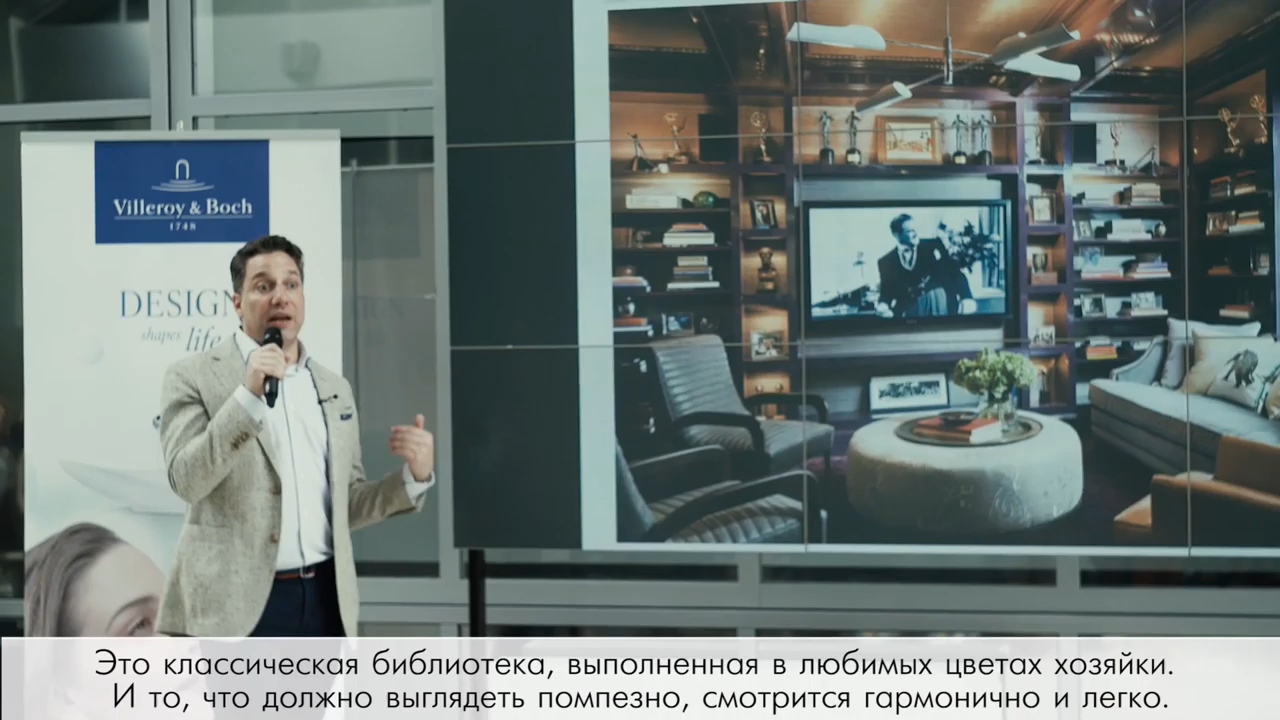 Villeroy & Boch
1748
DESIGN
shapes life
Это классическая библиотека, выполненная в любимых цветах хозяйки.
И то, что должно выглядеть помпезно, смотрится гармонично и легко.